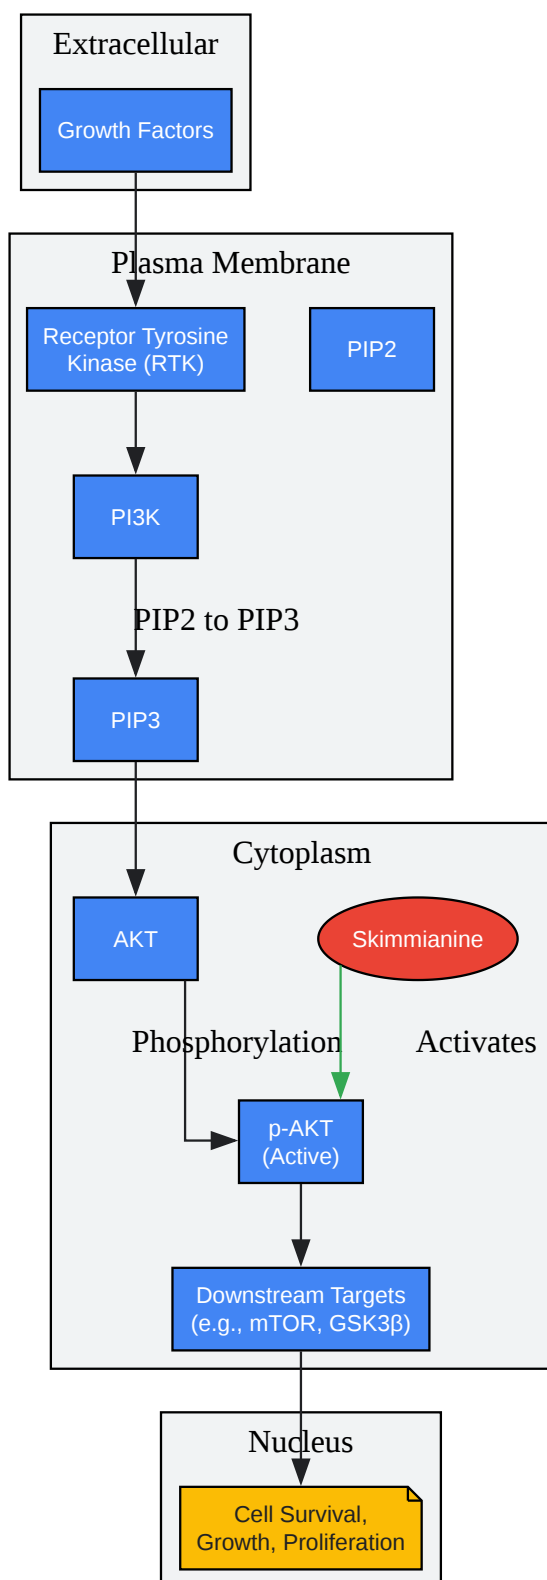 Extracellular
Growth Factors
Plasma Membrane
Receptor Tyrosine
Kinase (RTK)
PIP2
PI3K
PIP2 to PIP3
PIP3
Cytoplasm
AKT
Skimmianine
Phosphorylation
Activates
p-AKT
(Active)
Downstream Targets
(e.g., mTOR, GSK3β)
Nucleus
Cell Survival,
Growth, Proliferation